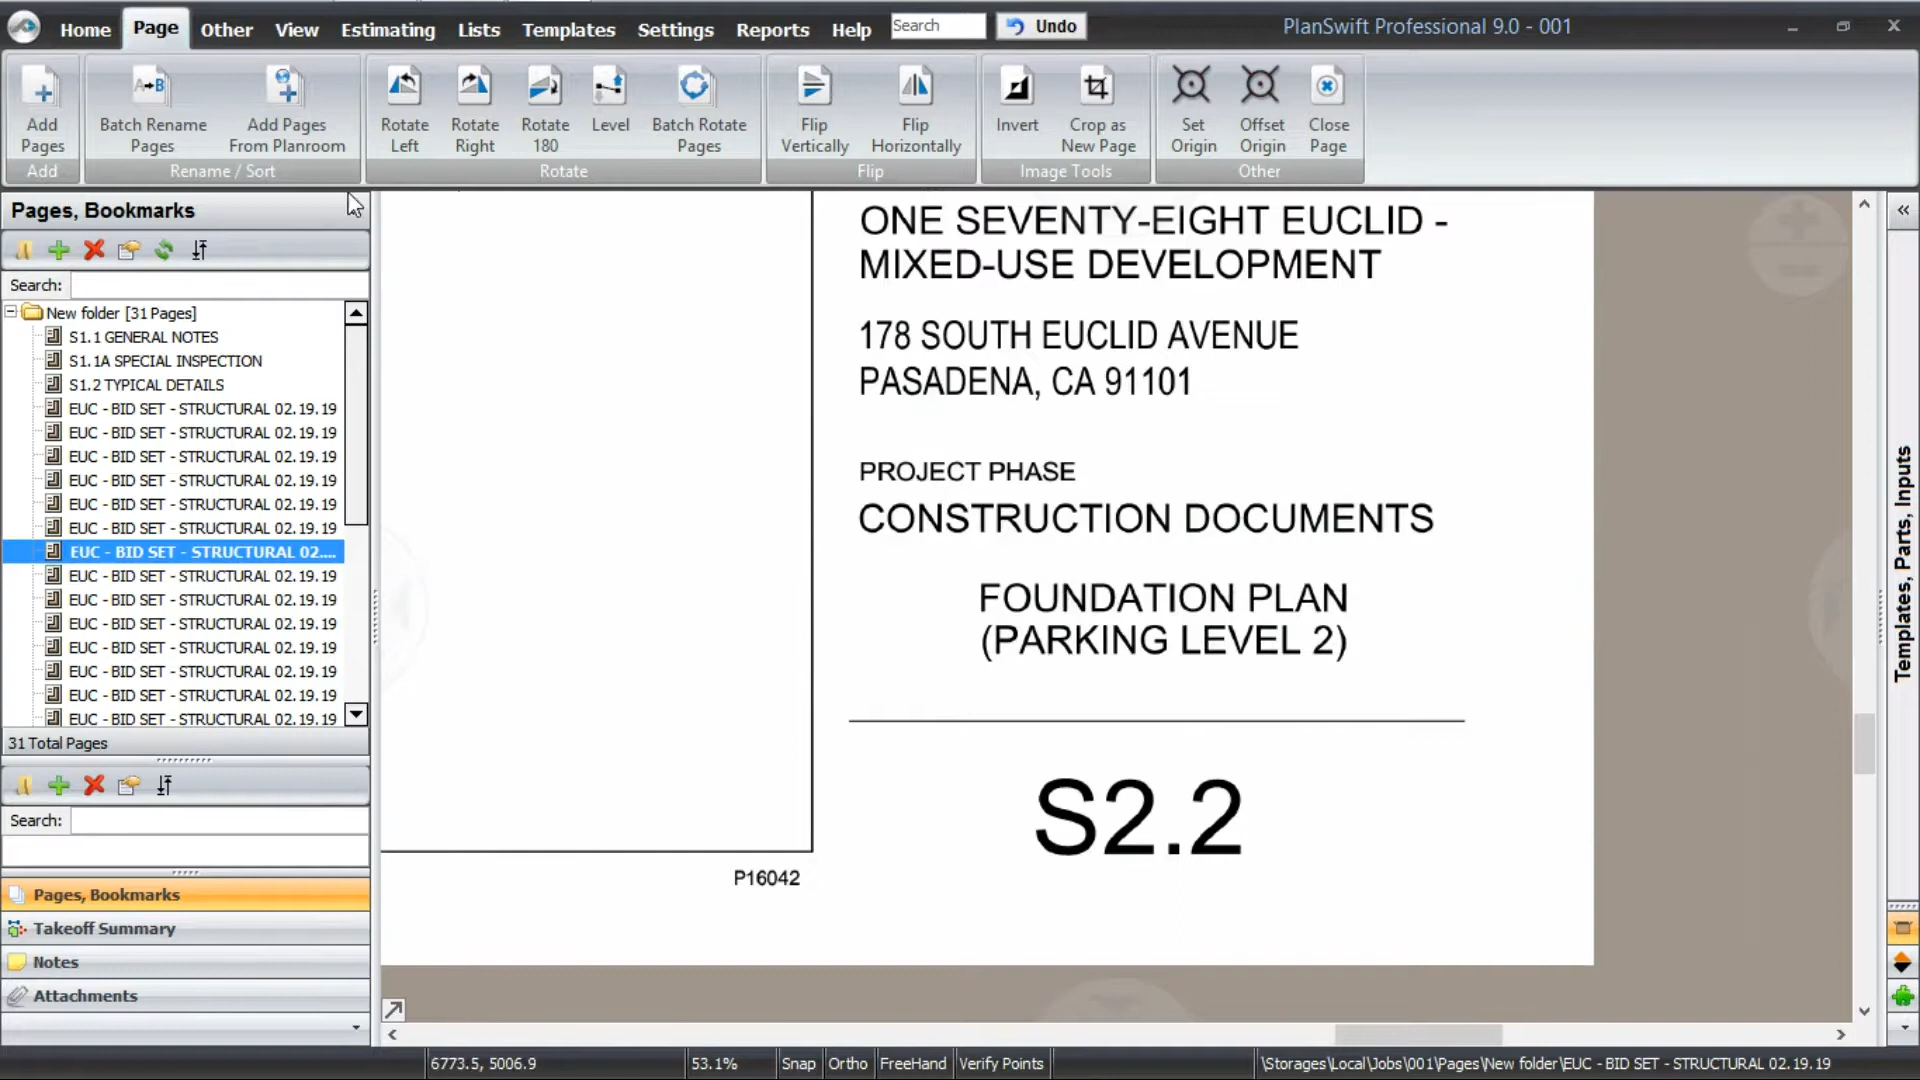 Home Page Other View Estimating Lists Templates Settings Reports Help Search Undo PlanSwift Professional 9.0 - 001
Add Pages
Batch Rename Pages
Add Pages From Planroom
Rotate Left
Rotate Right
Rotate 180
Level
Batch Rotate Pages
Flip Vertically
Flip Horizontally
Invert
Crop as New Page
Set Origin
Offset Origin
Close Page
Add Rename / Sort Rotate Flip Image Tools Other
Pages, Bookmarks
Search:
New folder [31 Pages]
S1.1 GENERAL NOTES
S1.1A SPECIAL INSPECTION
S1.2 TYPICAL DETAILS
EUC - BID SET - STRUCTURAL 02.19.19
EUC - BID SET - STRUCTURAL 02.19.19
EUC - BID SET - STRUCTURAL 02.19.19
EUC - BID SET - STRUCTURAL 02.19.19
EUC - BID SET - STRUCTURAL 02.19.19
EUC - BID SET - STRUCTURAL 02.19.19
EUC - BID SET - STRUCTURAL 02....
EUC - BID SET - STRUCTURAL 02.19.19
EUC - BID SET - STRUCTURAL 02.19.19
EUC - BID SET - STRUCTURAL 02.19.19
EUC - BID SET - STRUCTURAL 02.19.19
EUC - BID SET - STRUCTURAL 02.19.19
EUC - BID SET - STRUCTURAL 02.19.19
EUC - BID SET - STRUCTURAL 02.19.19
31 Total Pages
Search:
Pages, Bookmarks
Takeoff Summary
Notes
Attachments
ONE SEVENTY-EIGHT EUCLID -
MIXED-USE DEVELOPMENT
178 SOUTH EUCLID AVENUE
PASADENA, CA 91101
PROJECT PHASE
CONSTRUCTION DOCUMENTS
FOUNDATION PLAN
(PARKING LEVEL 2)
S2.2
P16042
Templates, Parts, Inputs
6773.5, 5006.9 53.1% Snap Ortho FreeHand Verify Points \Storages\Local\Jobs\001\Pages\New folder\EUC - BID SET - STRUCTURAL 02.19.19